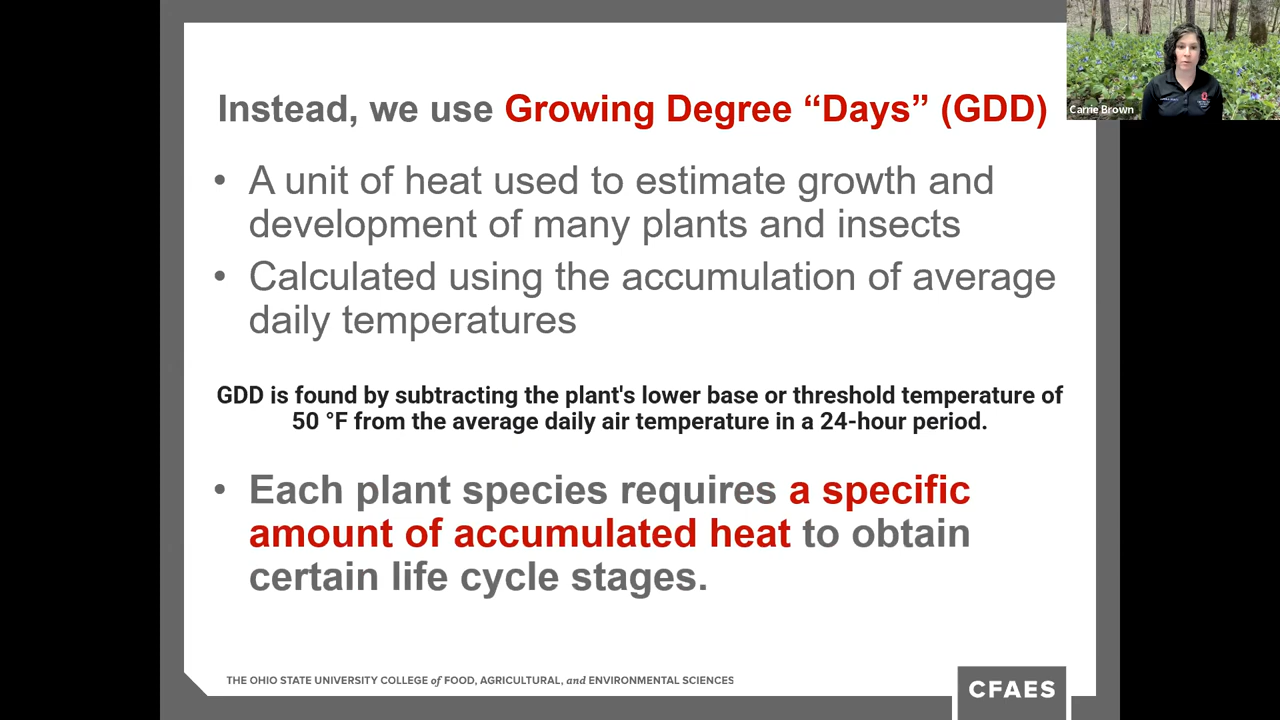 Instead, we use Growing Degree “Days” (GDD)
Carrie Brown
• A unit of heat used to estimate growth and
development of many plants and insects
• Calculated using the accumulation of average
daily temperatures
GDD is found by subtracting the plant's lower base or threshold temperature of
50 °F from the average daily air temperature in a 24-hour period.
• Each plant species requires a specific
amount of accumulated heat to obtain
certain life cycle stages.
THE OHIO STATE UNIVERSITY COLLEGE of FOOD, AGRICULTURAL, and ENVIRONMENTAL SCIENCES
CFAES